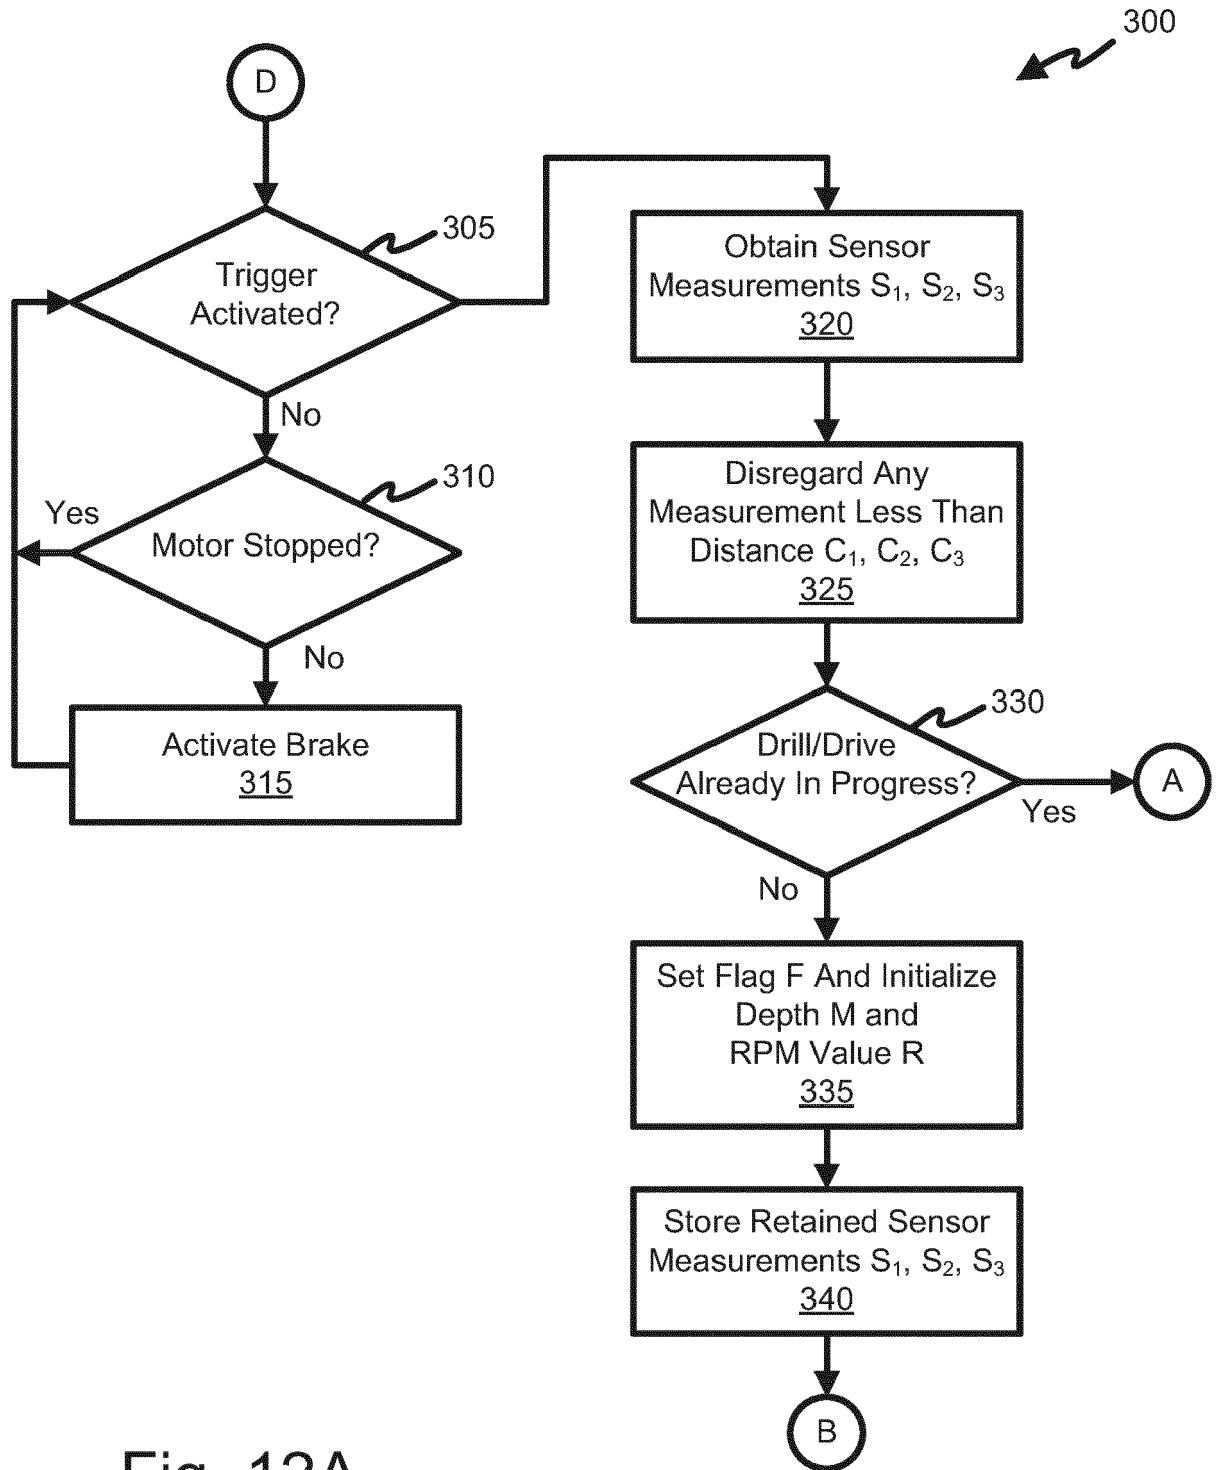 300
D
305
Trigger
Activated?
No
310
Yes
Motor Stopped?
No
Activate Brake
315
Obtain Sensor
Measurements S₁, S₂, S₃
320
Disregard Any
Measurement Less Than
Distance C₁, C₂, C₃
325
330
Drill/Drive
Already In Progress?
Yes
A
No
Set Flag F And Initialize
Depth M and
RPM Value R
335
Store Retained Sensor
Measurements S₁, S₂, S₃
340
B
Fig. 12A